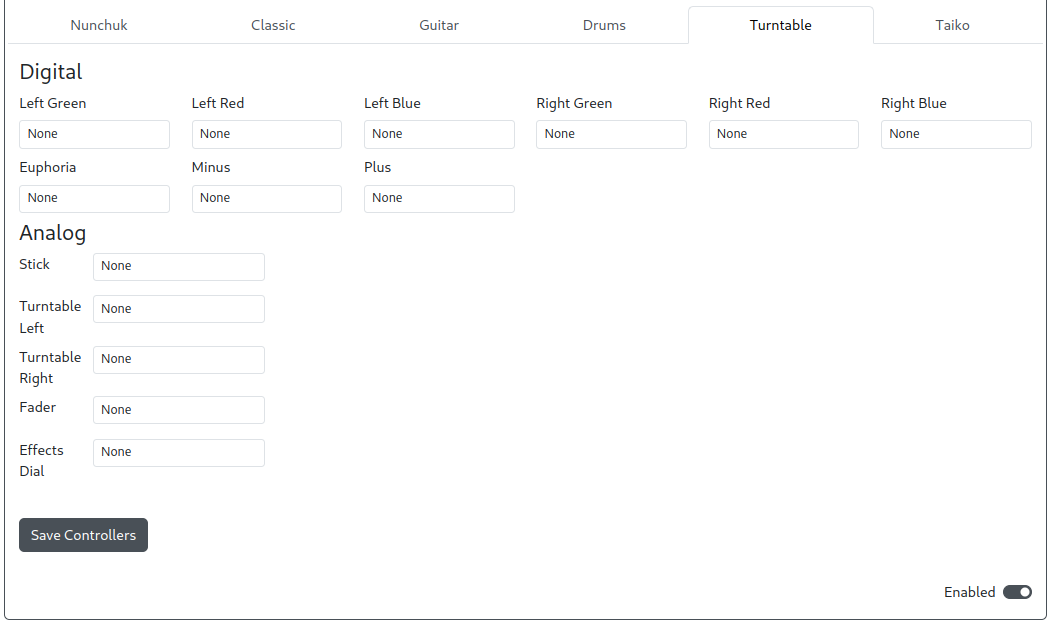 Nunchuk Classic Guitar Drums Turntable Taiko
Digital
Left Green Left Red Left Blue Right Green Right Red Right Blue
None None None None None None
Euphoria Minus Plus
None None None
Analog
Stick None
Turntable Left None
Turntable Right None
Fader None
Effects Dial None
Save Controllers
Enabled